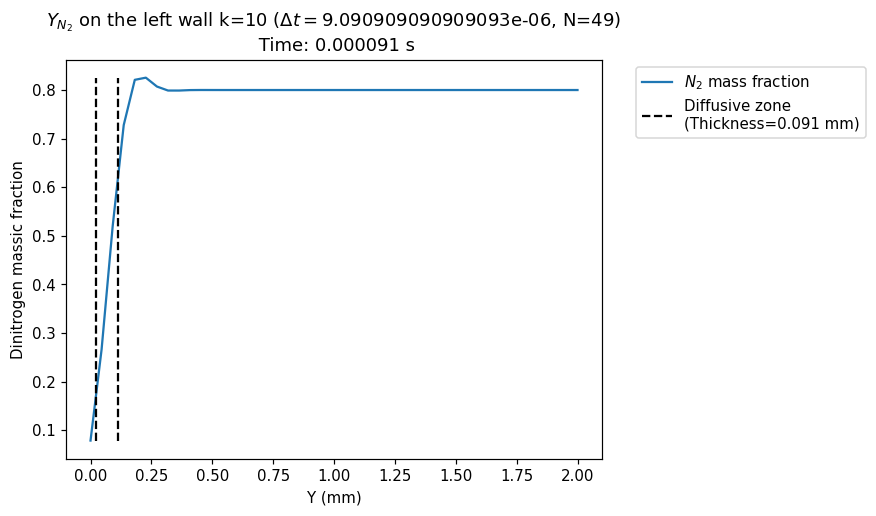 Y_{N_2} on the left wall k=10 (Δt = 9.090909090909093e-06, N=49)
Time: 0.000091 s
N_2 mass fraction
Diffusive zone
(Thickness=0.091 mm)
Dinitrogen massic fraction
0.8
0.7
0.6
0.5
0.4
0.3
0.2
0.1
0.00 0.25 0.50 0.75 1.00 1.25 1.50 1.75 2.00
Y (mm)